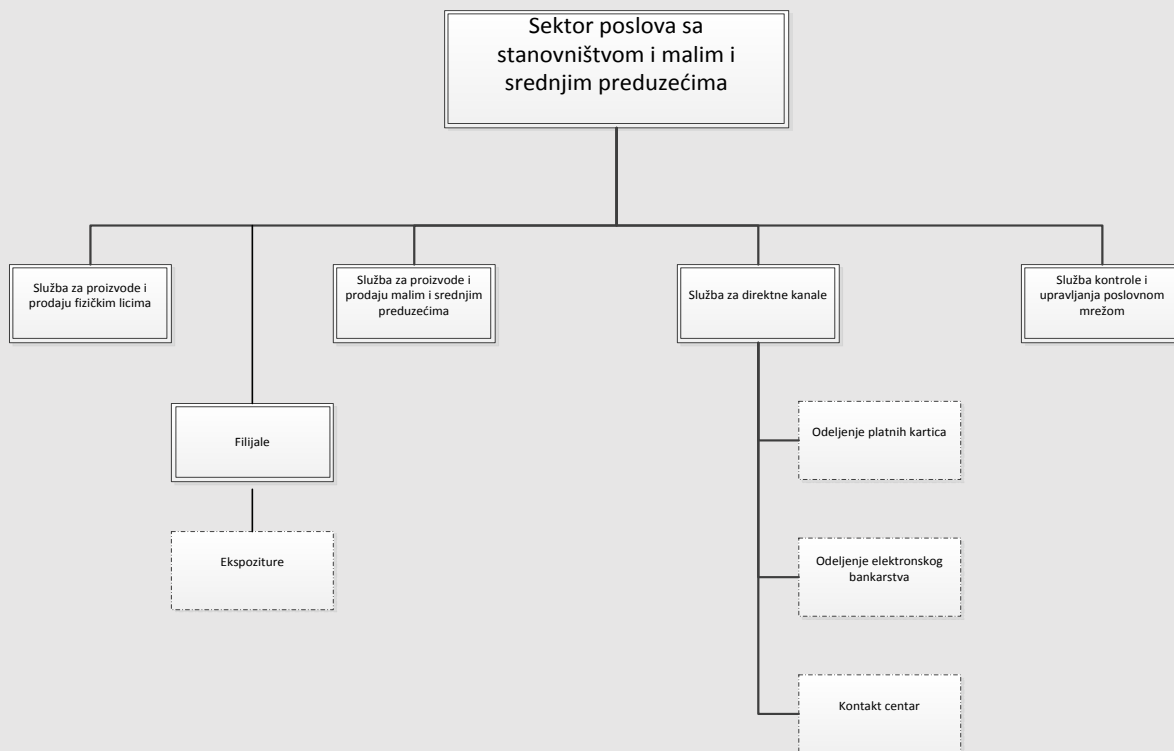 Sektor poslova sa
stanovništvom i malim i
srednjim preduzećima
Služba za proizvode i
prodaju fizičkim licima
Služba za proizvode i
prodaju malim i srednjim
preduzećima
Služba za direktne kanale
Služba kontrole i
upravljanja poslovnom
mrežom
Filijale
Ekspoziture
Odeljenje platnih kartica
Odeljenje elektronskog
bankarstva
Kontakt centar